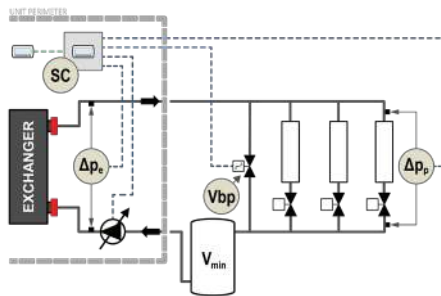 UNIT PERIMETER
SC
EXCHANGER
Δpe
Vbp
Δpp
Vmin